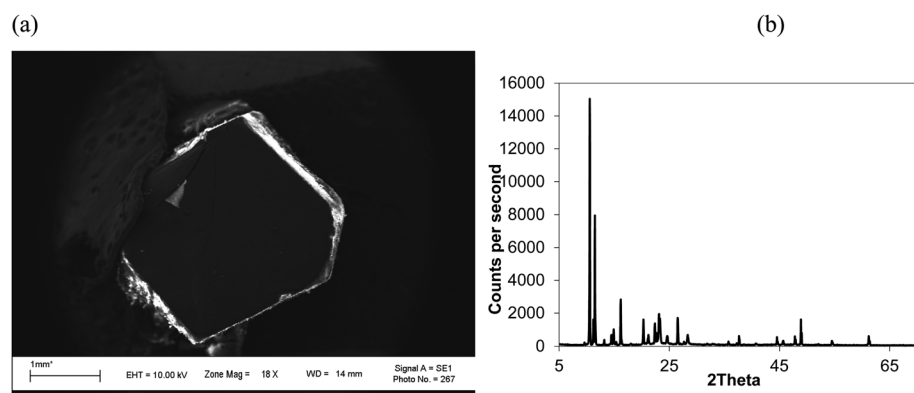 (a)
(b)
1mm*
EHT = 10.00 kV
Zone Mag = 18 X
WD = 14 mm
Signal A = SE1
Photo No. = 267
Counts per second
16000
14000
12000
10000
8000
6000
4000
2000
0
5
25
45
65
2Theta